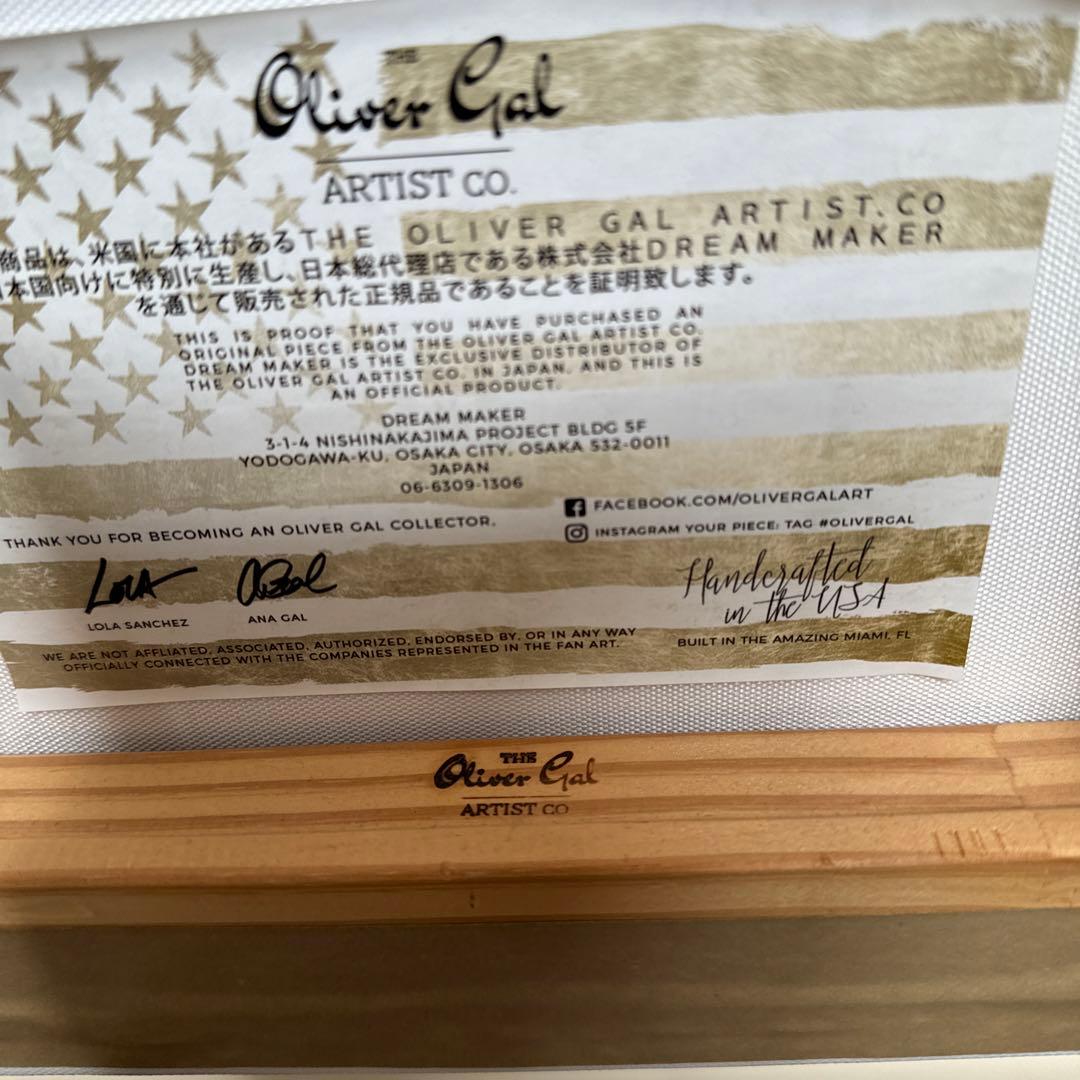 THE
Oliver Gal
ARTIST CO.
商品は、米国に本社があるTHE OLIVER GAL ARTIST.CO
本国向けに特別に生産し、日本総代理店である株式会社DREAM MAKER
を通じて販売された正規品であることを証明致します。
THIS IS PROOF THAT YOU HAVE PURCHASED AN
ORIGINAL PIECE FROM THE OLIVER GAL ARTIST CO.
DREAM MAKER IS THE EXCLUSIVE DISTRIBUTOR OF
THE OLIVER GAL ARTIST CO. IN JAPAN. AND THIS IS
AN OFFICIAL PRODUCT.
DREAM MAKER
3-1-4 NISHINAKAJIMA PROJECT BLDG 5F
YODOGAWA-KU, OSAKA CITY, OSAKA 532-0011
JAPAN
06-6309-1306
FACEBOOK.COM/OLIVERGALART
INSTAGRAM YOUR PIECE: TAG #OLIVERGAL
THANK YOU FOR BECOMING AN OLIVER GAL COLLECTOR.
LOLA
LOLA SANCHEZ
ANA GAL
Handcrafted
in the USA
BUILT IN THE AMAZING MIAMI, FL
WE ARE NOT AFFLIATED, ASSOCIATED, AUTHORIZED, ENDORSED BY, OR IN ANY WAY
OFFICIALLY CONNECTED WITH THE COMPANIES REPRESENTED IN THE FAN ART.
THE
Oliver Gal
ARTIST CO